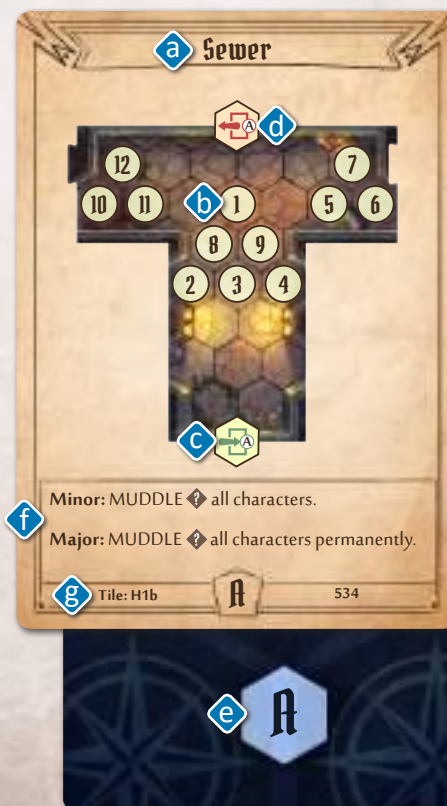 a Sewer
A d
12 7
10 11 b 1 5 6
8 9
2 3 4
c A
Minor: MUDDLE ? all characters.
f
Major: MUDDLE ? all characters permanently.
g Tile: H1b A 534
e A